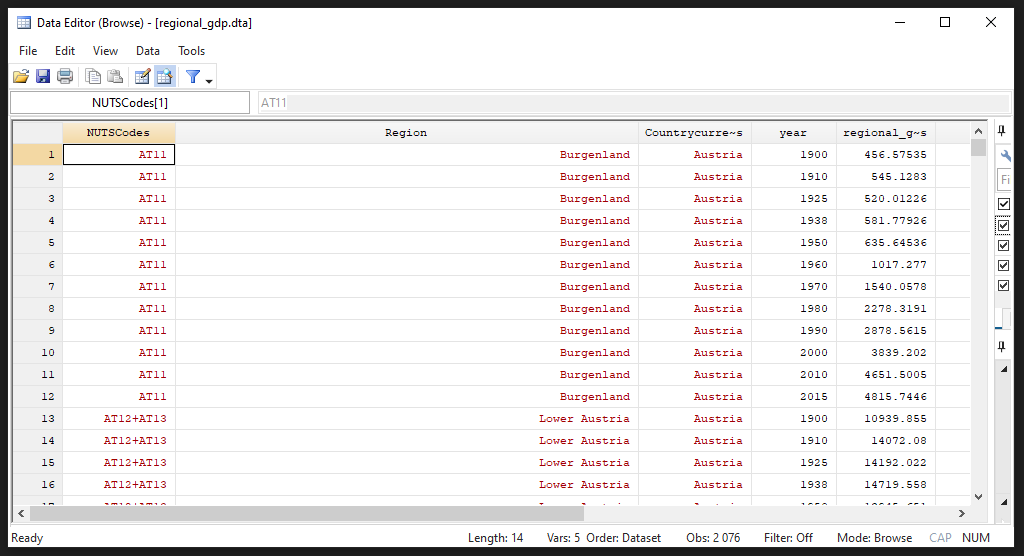 Data Editor (Browse) - [regional_gdp.dta]
File Edit View Data Tools
NUTSCodes[1] AT11
NUTSCodes Region Countrycurre~s year regional_g~s
1 AT11 Burgenland Austria 1900 456.57535
2 AT11 Burgenland Austria 1910 545.1283
3 AT11 Burgenland Austria 1925 520.01226
4 AT11 Burgenland Austria 1938 581.77926
5 AT11 Burgenland Austria 1950 635.64536
6 AT11 Burgenland Austria 1960 1017.277
7 AT11 Burgenland Austria 1970 1540.0578
8 AT11 Burgenland Austria 1980 2278.3191
9 AT11 Burgenland Austria 1990 2878.5615
10 AT11 Burgenland Austria 2000 3839.202
11 AT11 Burgenland Austria 2010 4651.5005
12 AT11 Burgenland Austria 2015 4815.7446
13 AT12+AT13 Lower Austria Austria 1900 10939.855
14 AT12+AT13 Lower Austria Austria 1910 14072.08
15 AT12+AT13 Lower Austria Austria 1925 14192.022
16 AT12+AT13 Lower Austria Austria 1938 14719.558
Fi
Ready Length: 14 Vars: 5 Order: Dataset Obs: 2 076 Filter: Off Mode: Browse CAP NUM